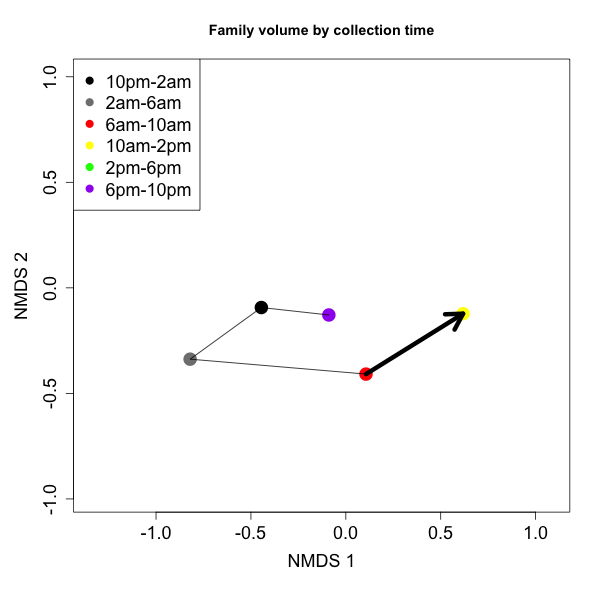 Family volume by collection time
10pm-2am
2am-6am
6am-10am
10am-2pm
2pm-6pm
6pm-10pm
1.0
0.5
0.0
-0.5
-1.0
NMDS 2
-1.0 -0.5 0.0 0.5 1.0
NMDS 1